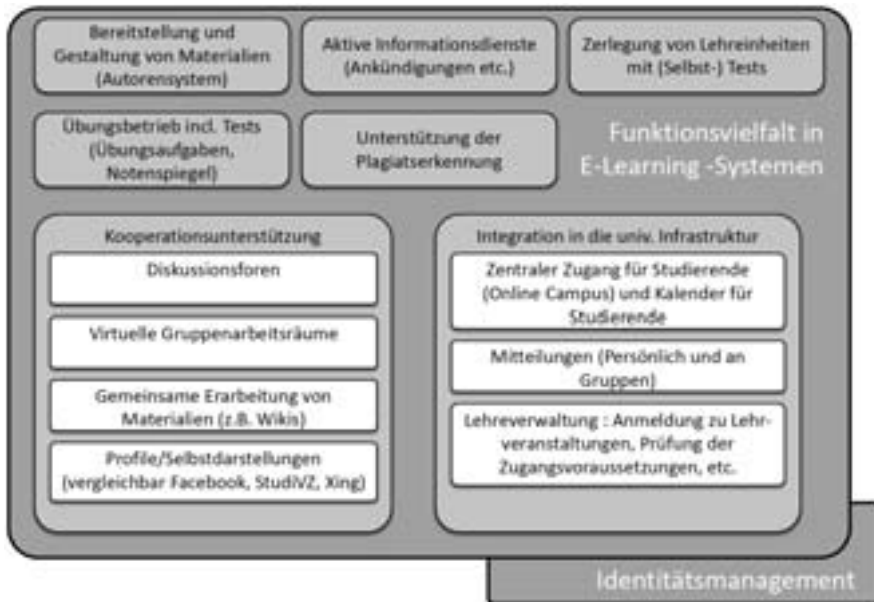 Bereitstellung und
Gestaltung von Materialien
(Autorensystem)
Aktive Informationsdienste
(Ankündigungen etc.)
Zerlegung von Lehreinheiten
mit (Selbst-) Tests
Übungsbetrieb incl. Tests
(Übungsaufgaben,
Notenspiegel)
Unterstützung der
Plagiatserkennung
Funktionsvielfalt in
E-Learning -Systemen
Kooperationsunterstützung
Diskussionsforen
Virtuelle Gruppenarbeitsräume
Gemeinsame Erarbeitung von
Materialien (z.B. Wikis)
Profile/Selbstdarstellungen
(vergleichbar Facebook, StudiVZ, Xing)
Integration in die univ. Infrastruktur
Zentraler Zugang für Studierende
(Online Campus) und Kalender für
Studierende
Mitteilungen (Persönlich und an
Gruppen)
Lehreverwaltung : Anmeldung zu Lehr-
veranstaltungen, Prüfung der
Zugangsvoraussetzungen, etc.
Identitätsmanagement